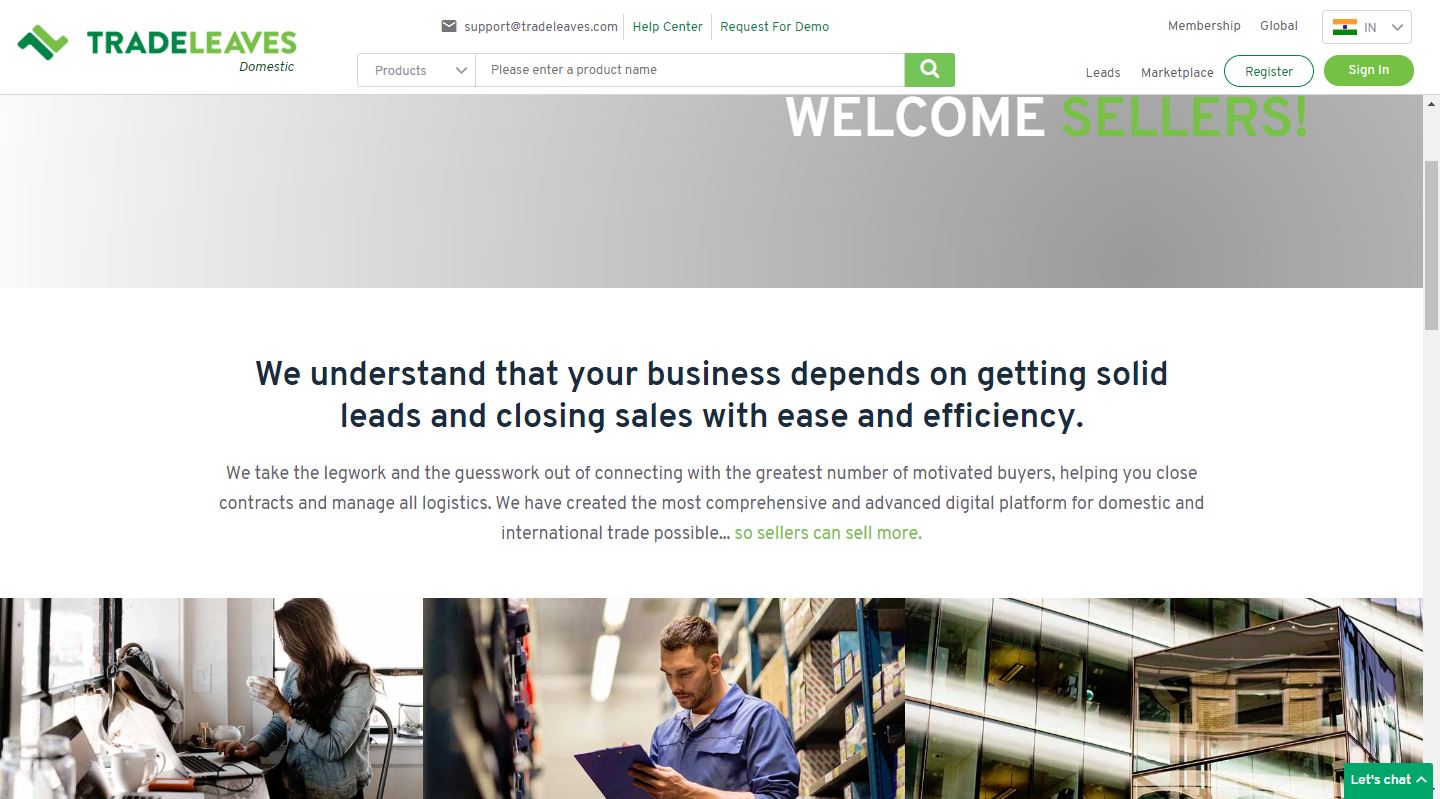 support@tradeleaves.com
Help Center
Request For Demo
Membership
Global
IN
TRADELEAVES
Domestic
Products
Please enter a product name
Leads
Marketplace
Register
Sign In
WELCOME SELLERS!
We understand that your business depends on getting solid
leads and closing sales with ease and efficiency.
We take the legwork and the guesswork out of connecting with the greatest number of motivated buyers, helping you close
contracts and manage all logistics. We have created the most comprehensive and advanced digital platform for domestic and
international trade possible... so sellers can sell more.
Let's chat